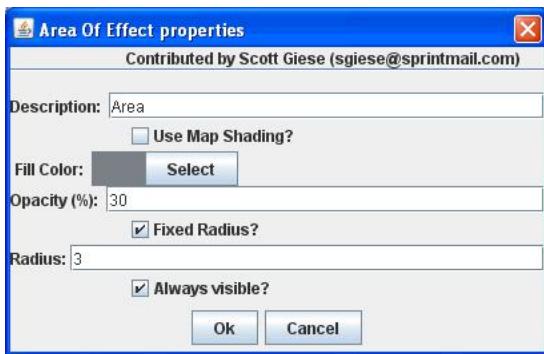 Area Of Effect properties
Contributed by Scott Giese (sgiese@sprintmail.com)
Description: Area
Use Map Shading?
Fill Color: Select
Opacity (%): 30
Fixed Radius?
Radius: 3
Always visible?
Ok Cancel